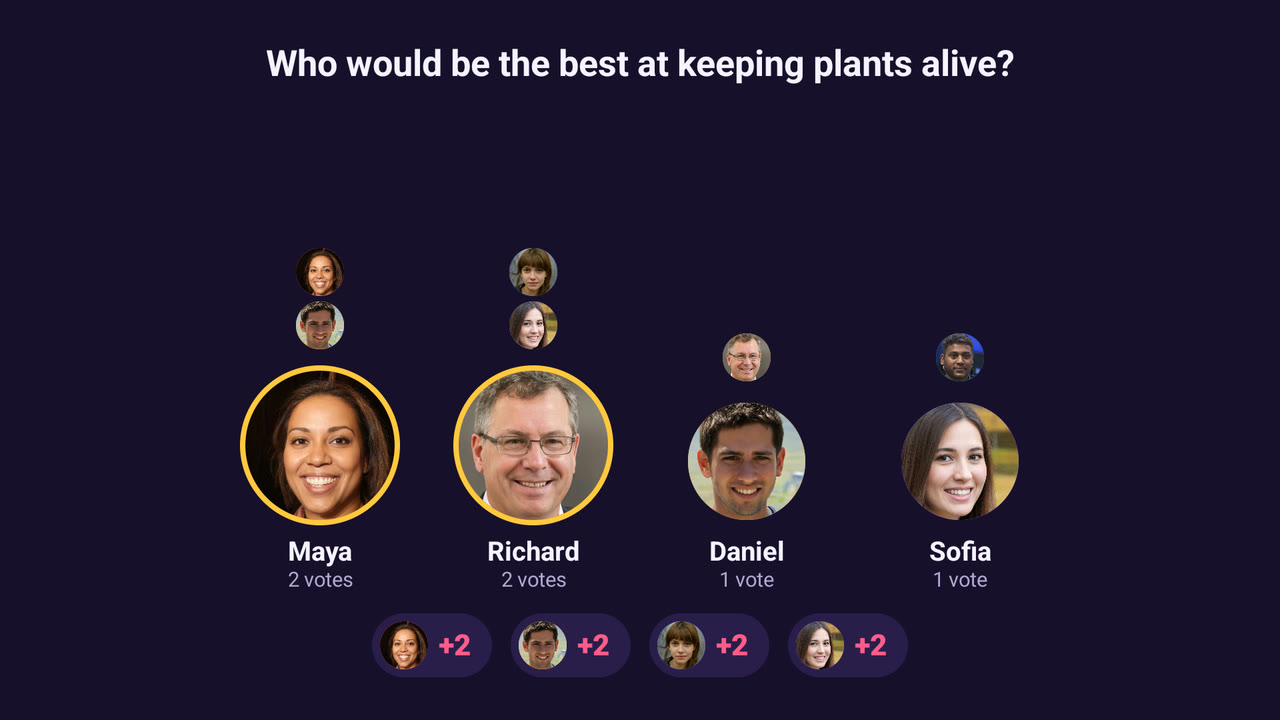 Who would be the best at keeping plants alive?
Maya
2 votes
Richard
2 votes
Daniel
1 vote
Sofia
1 vote
+2
+2
+2
+2